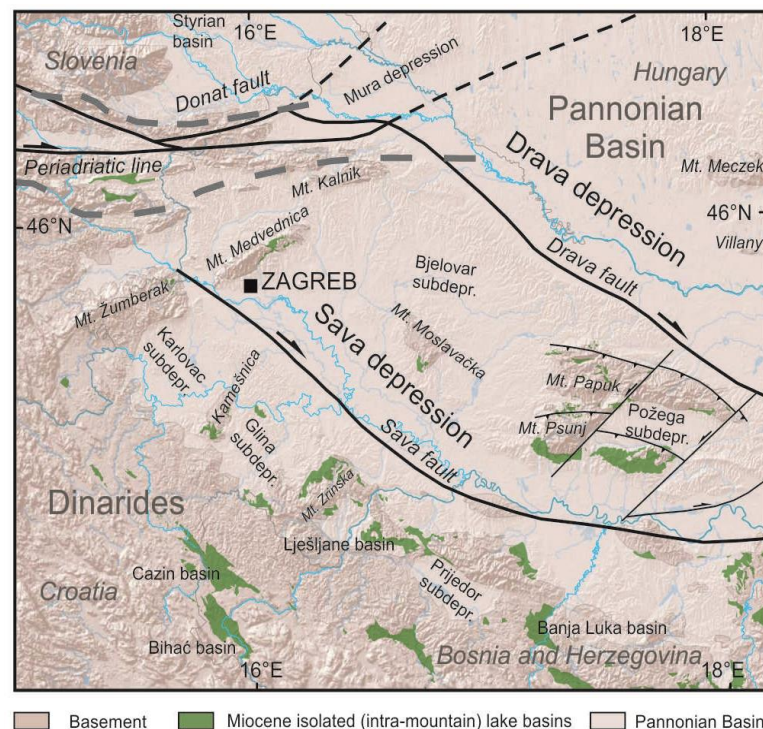 Styrian
basin
16°E
18°E
Slovenia
Donat fault
Mura depression
Hungary
Pannonian
Basin
Periadriatic line
Mt. Kalnik
Drava depression
Mt. Meczek
46°N
46°N
Mt. Medvednica
Drava fault
Villany
Bjelovar
subdepr.
ZAGREB
Mt. Žumberak
Sava depression
Mt. Moslavačka
Karlovac
subdepr.
Kamešnica
Mt. Papuk
Požega
subdepr.
Mt. Psunj
Glina
subdepr.
Sava fault
Mt. Zrinska
Dinarides
Lješljane basin
Cazin basin
Prijedor
subdepr.
Croatia
Banja Luka basin
Bihać basin
Bosnia and Herzegovina
16°E
18°E
Basement
Miocene isolated (intra-mountain) lake basins
Pannonian Basin